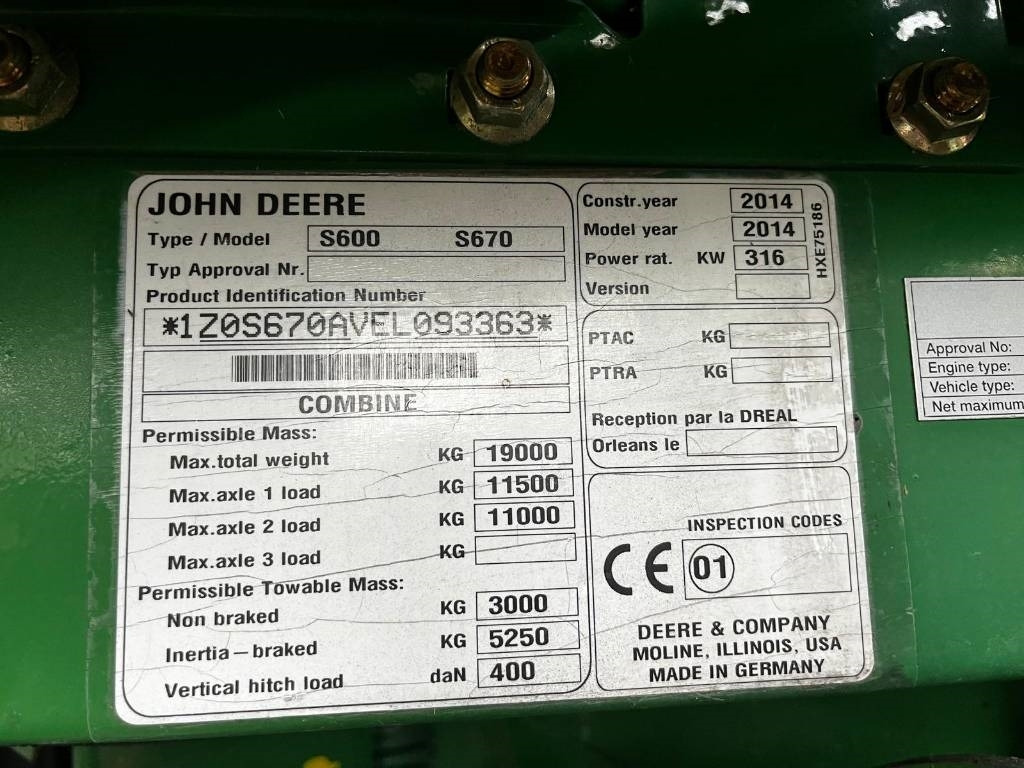 JOHN DEERE
Type / Model S600 S670
Typ Approval Nr.
Product Identification Number
*1Z0S670AVEL093363*
COMBINE
Permissible Mass:
Max.total weight KG 19000
Max.axle 1 load KG 11500
Max.axle 2 load KG 11000
Max.axle 3 load KG
Permissible Towable Mass:
Non braked KG 3000
Inertia – braked KG 5250
Vertical hitch load daN 400
Constr.year 2014
Model year 2014
Power rat. KW 316
Version
HXE75186
PTAC KG
PTRA KG
Reception par la DREAL
Orleans le
INSPECTION CODES
CE 01
DEERE & COMPANY
MOLINE, ILLINOIS, USA
MADE IN GERMANY
Approval No:
Engine type:
Vehicle type:
Net maximum